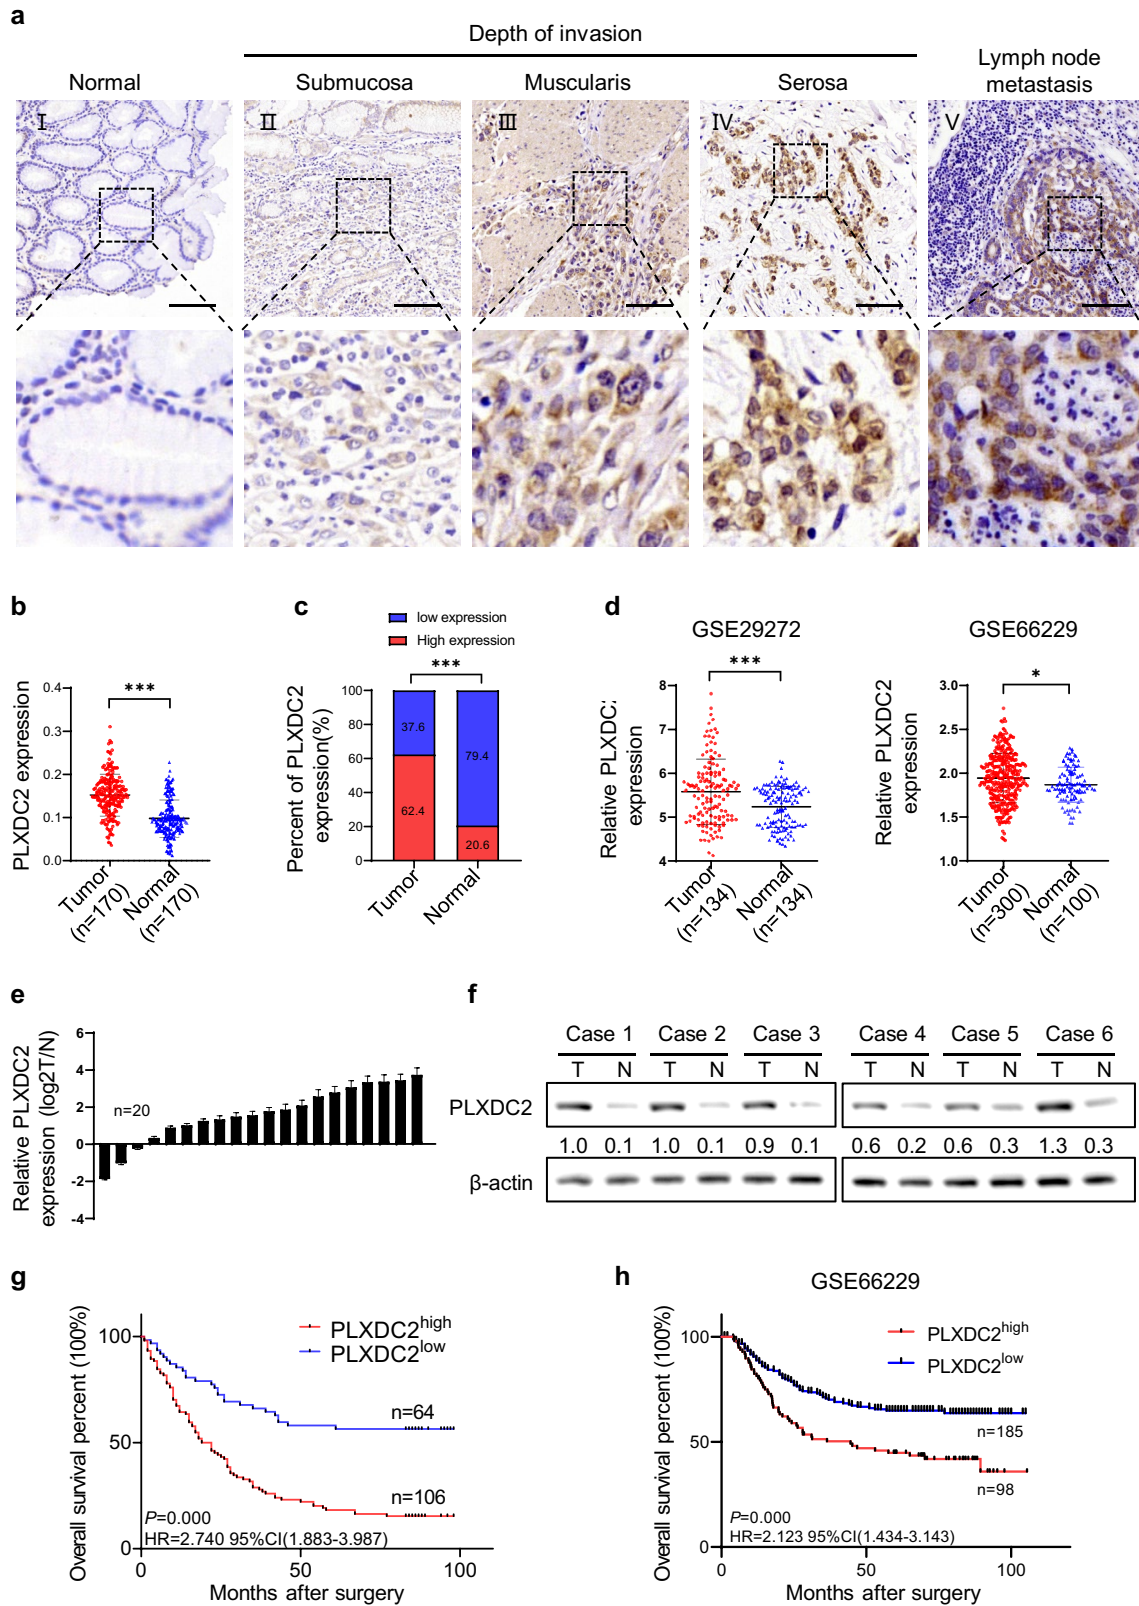 a
Depth of invasion
Normal
Submucosa
Muscularis
Serosa
Lymph node
metastasis
I
II
III
IV
V
b
PLXDC2 expression
0.4
0.3
0.2
0.1
0.0
***
Tumor
(n=170)
Normal
(n=170)
c
low expression
High expression
Percent of PLXDC2
expression(%)
100
80
60
40
20
0
***
37.6
62.4
79.4
20.6
Tumor
Normal
d
GSE29272
Relative PLXDC:
expression
8
7
6
5
4
***
Tumor
(n=134)
Normal
(n=134)
GSE66229
Relative PLXDC2
expression
3.0
2.5
2.0
1.5
1.0
*
Tumor
(n=300)
Normal
(n=100)
e
Relative PLXDC2
expression (log2T/N)
6
4
2
0
-2
-4
n=20
f
Case 1 Case 2 Case 3 Case 4 Case 5 Case 6
T N T N T N T N T N T N
PLXDC2
1.0 0.1 1.0 0.1 0.9 0.1 0.6 0.2 0.6 0.3 1.3 0.3
β-actin
g
Overall survival percent (100%)
100
50
0
PLXDC2high
PLXDC2low
n=64
n=106
P=0.000
HR=2.740 95%CI(1.883-3.987)
0 50 100
Months after surgery
h
GSE66229
Overall survival percent (100%)
100
50
0
PLXDC2high
PLXDC2low
n=185
n=98
P=0.000
HR=2.123 95%CI(1.434-3.143)
0 50 100
Months after surgery